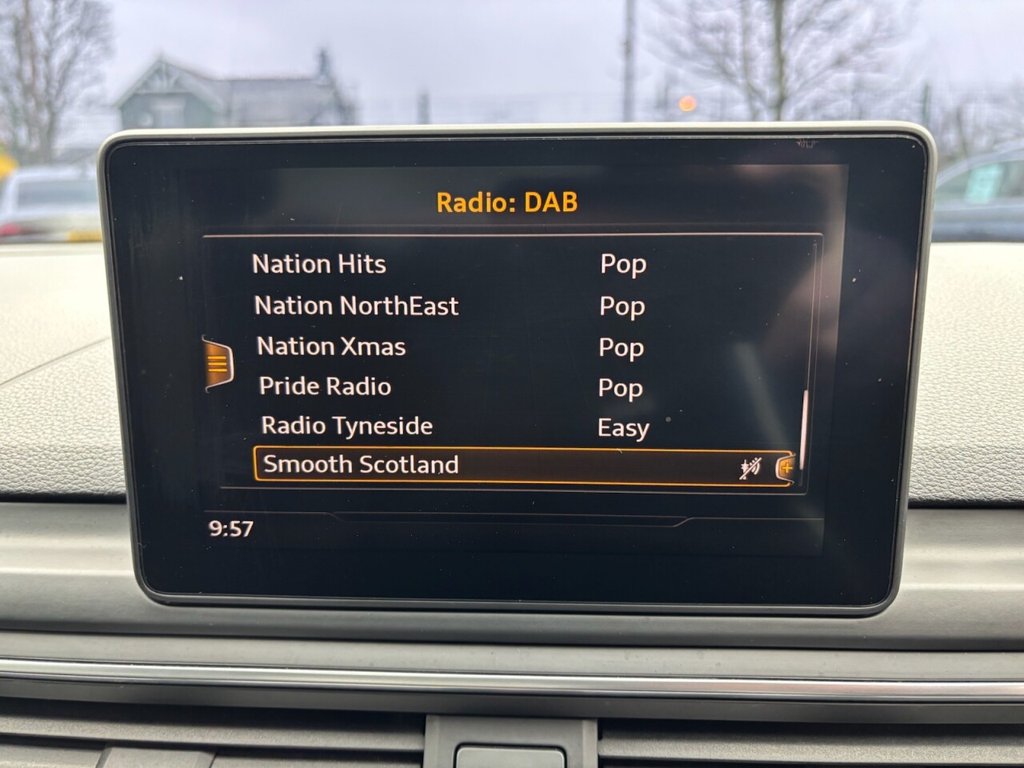 Radio: DAB
Nation Hits Pop
Nation NorthEast Pop
Nation Xmas Pop
Pride Radio Pop
Radio Tyneside Easy
Smooth Scotland
9:57